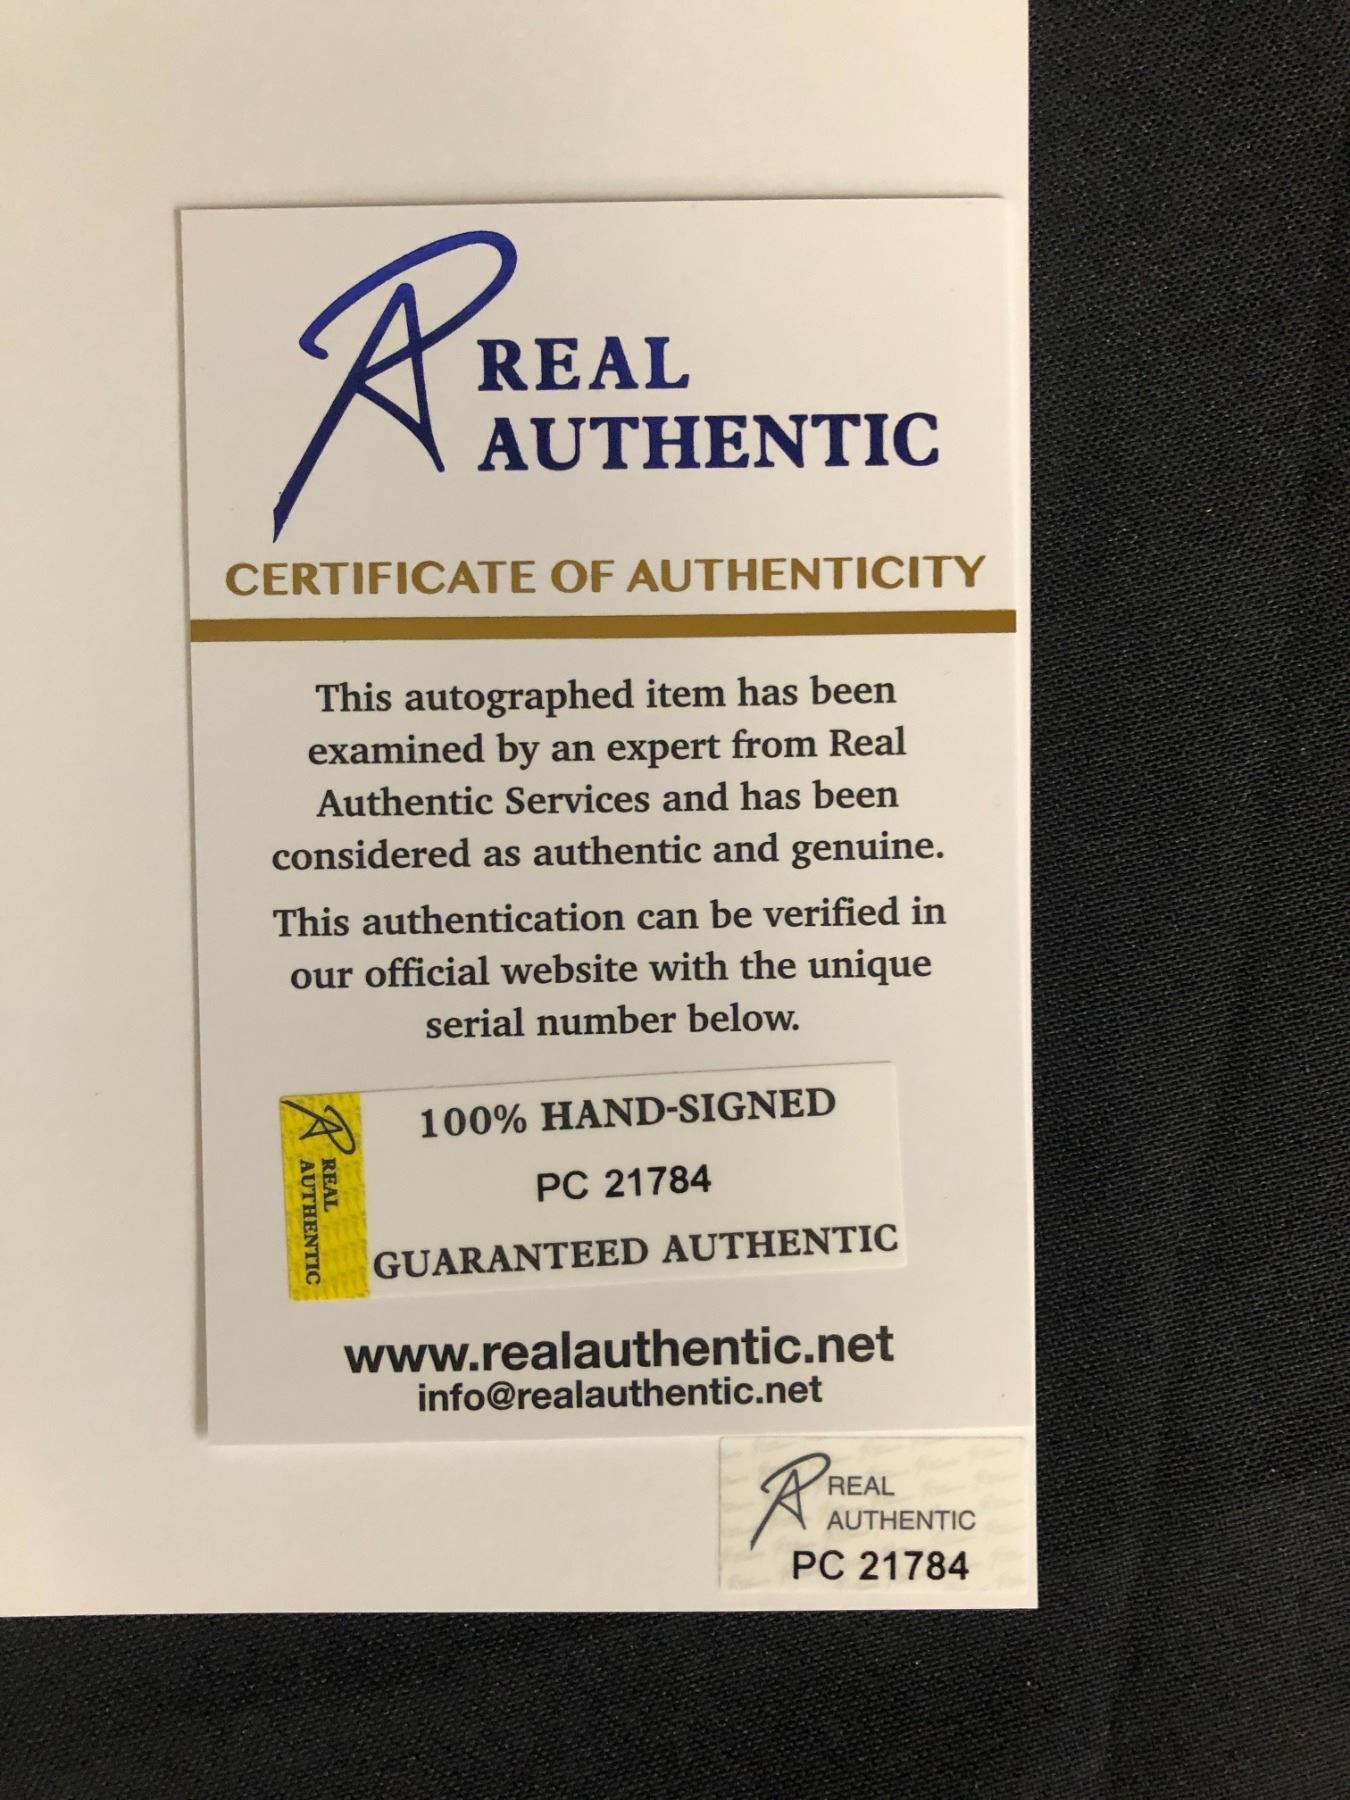 REAL
AUTHENTIC
CERTIFICATE OF AUTHENTICITY
This autographed item has been
examined by an expert from Real
Authentic Services and has been
considered as authentic and genuine.
This authentication can be verified in
our official website with the unique
serial number below.
REAL
AUTHENTIC
100% HAND-SIGNED
PC 21784
GUARANTEED AUTHENTIC
www.realauthentic.net
info@realauthentic.net
REAL
AUTHENTIC
PC 21784